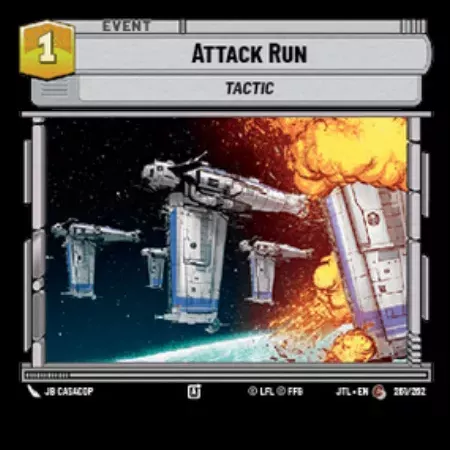 EVENT
1
ATTACK RUN
TACTIC
JB CASACOP
A
© LFL © FFG
JTL • EN
261/262